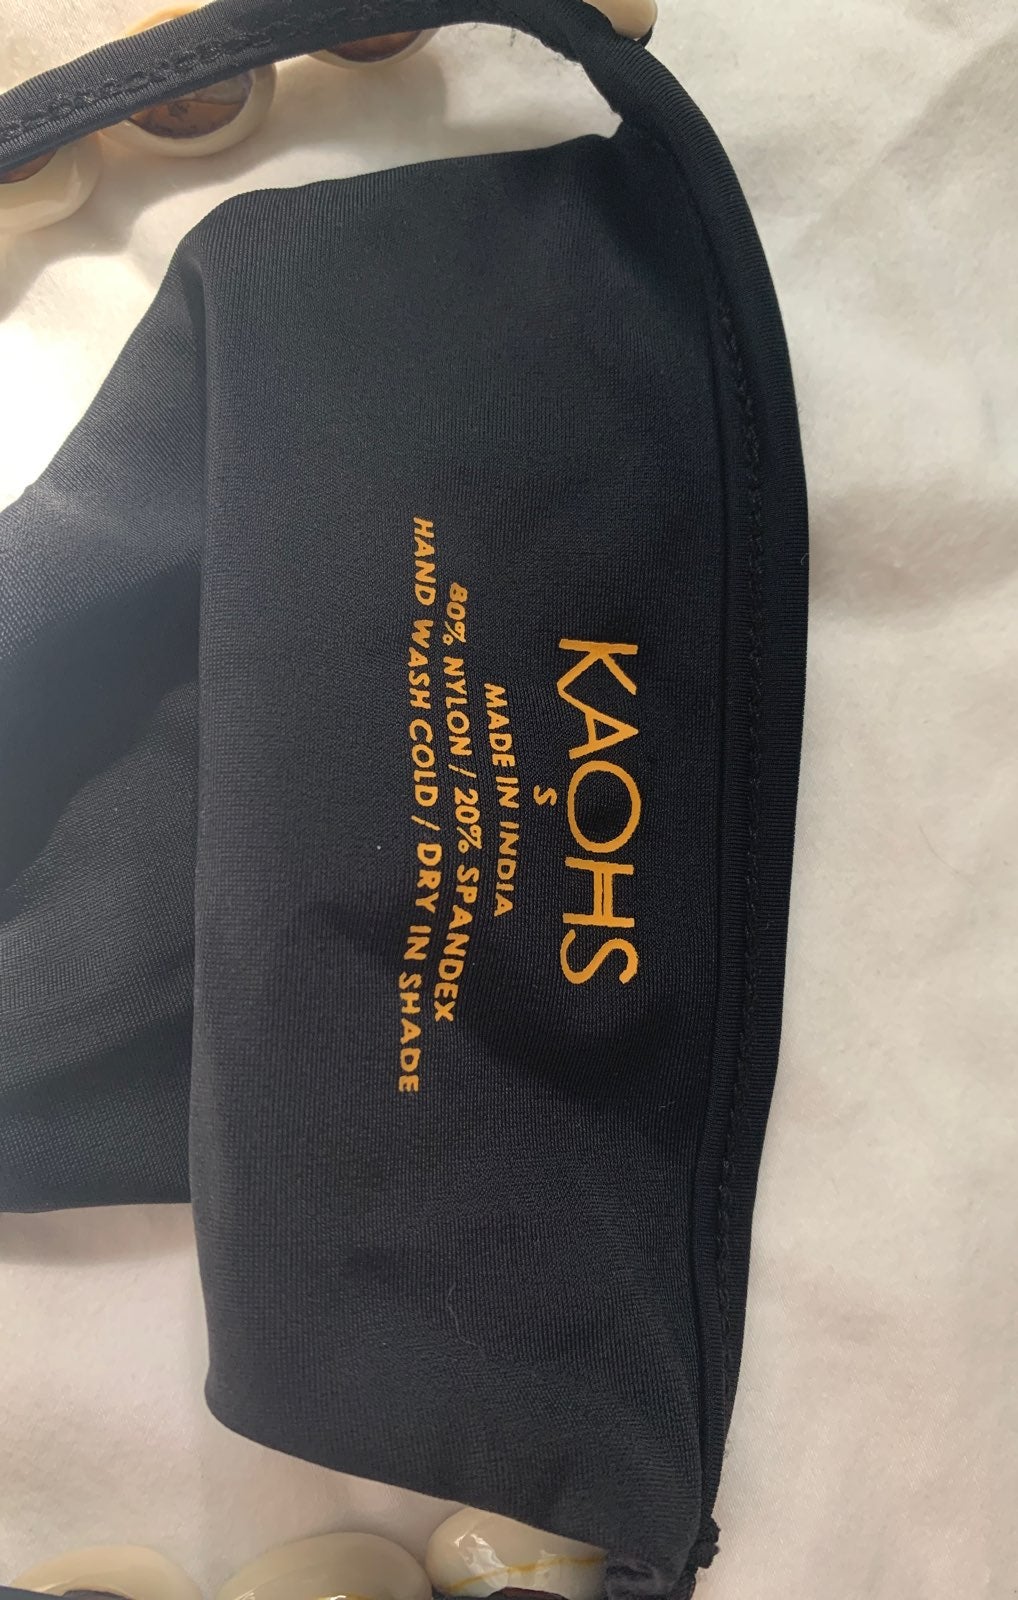 KAOHS
S
MADE IN INDIA
80% NYLON / 20% SPANDEX
HAND WASH COLD / DRY IN SHADE